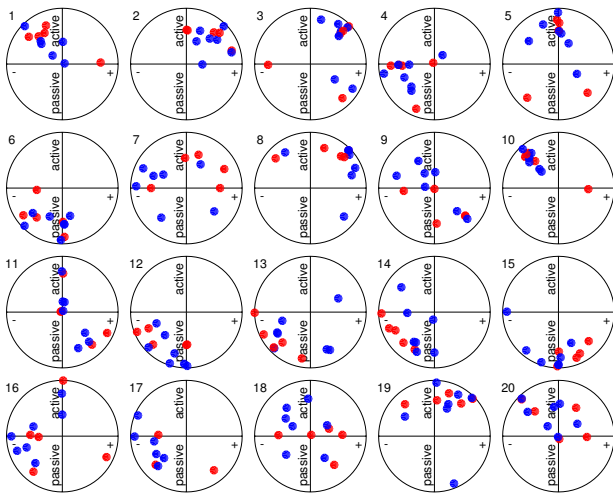 1 active - + passive
2 active - + passive
3 active - + passive
4 active - + passive
5 active - + passive
6 active - + passive
7 active - + passive
8 active - + passive
9 active - + passive
10 active - + passive
11 active - + passive
12 active - + passive
13 active - + passive
14 active - + passive
15 active - + passive
16 active - + passive
17 active - + passive
18 active - + passive
19 active - + passive
20 active - + passive